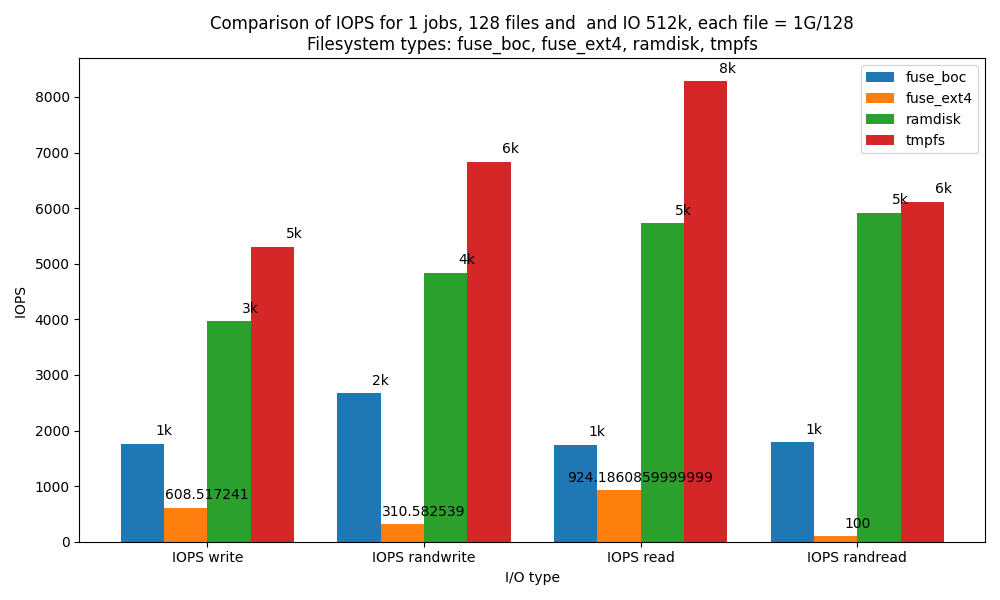 Comparison of IOPS for 1 jobs, 128 files and  and IO 512k, each file = 1G/128
Filesystem types: fuse_boc, fuse_ext4, ramdisk, tmpfs
fuse_boc
fuse_ext4
ramdisk
tmpfs
IOPS
8000
7000
6000
5000
4000
3000
2000
1000
0
1k
608.517241
3k
5k
2k
310.582539
4k
6k
1k
924.1860859999999
5k
8k
1k
100
5k
6k
IOPS write
IOPS randwrite
IOPS read
IOPS randread
I/O type